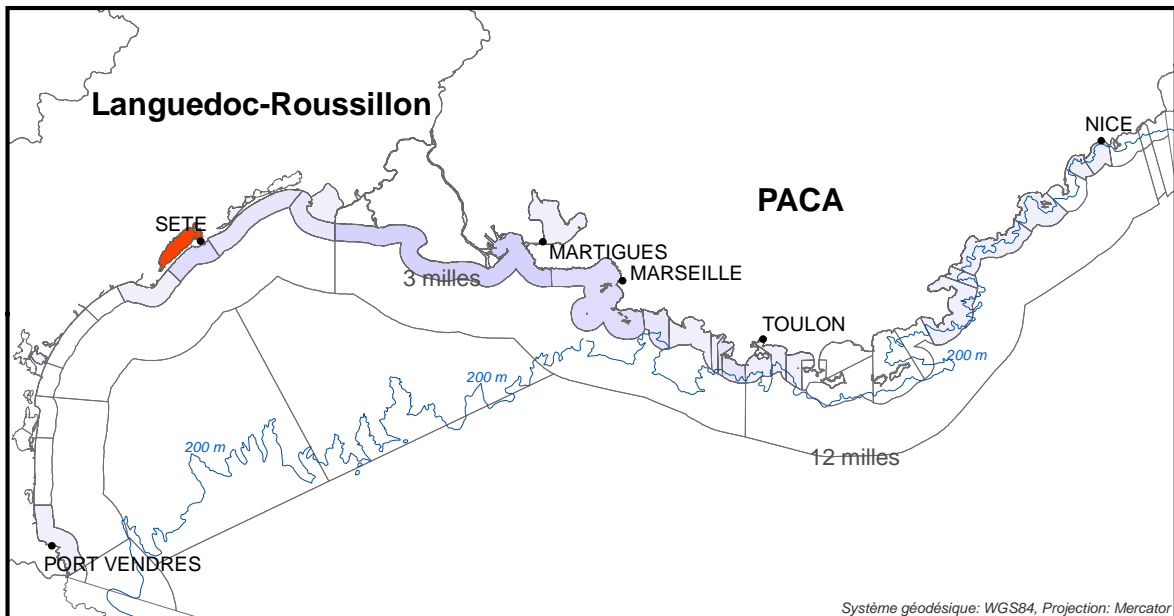 Languedoc-Roussillon
NICE
PACA
SETE
MARTIGUES
3 milles
MARSEILLE
TOULON
200 m
200 m
200 m
12 milles
PORT VENDRES
Système géodésique: WGS84, Projection: Mercator